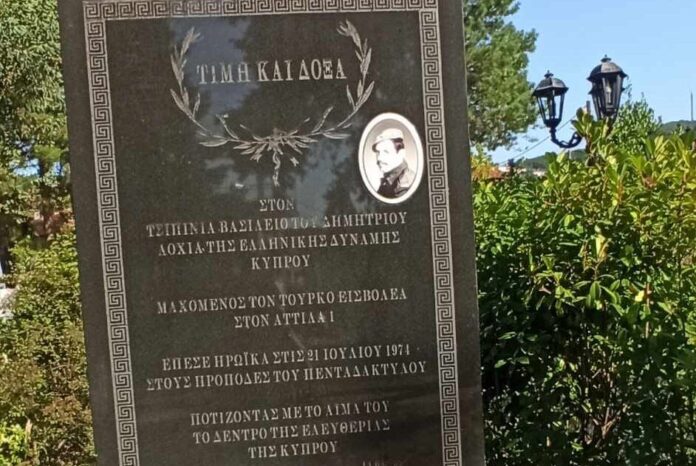 ΤΙΜΗ ΚΑΙ ΔΟΞΑ
ΣΤΟΝ
ΤΣΙΠΙΝΙΑ ΒΑΣΙΛΕΙΟ ΤΟΥ ΔΗΜΗΤΡΙΟΥ
ΛΟΧΙΑ ΤΗΣ ΕΛΛΗΝΙΚΗΣ ΔΥΝΑΜΗΣ
ΚΥΠΡΟΥ
ΜΑΧΟΜΕΝΟΣ ΤΟΝ ΤΟΥΡΚΟ ΕΙΣΒΟΛΕΑ
ΣΤΟΝ ΑΤΤΙΛΑ 1
ΕΠΕΣΕ ΗΡΩΪΚΑ ΣΤΙΣ 21 ΙΟΥΛΙΟΥ 1974
ΣΤΟΥΣ ΠΡΟΠΟΔΕΣ ΤΟΥ ΠΕΝΤΑΔΑΚΤΥΛΟΥ
ΠΟΤΙΖΟΝΤΑΣ ΜΕ ΤΟ ΑΙΜΑ ΤΟΥ
ΤΟ ΔΕΝΤΡΟ ΤΗΣ ΕΛΕΥΘΕΡΙΑΣ
ΤΗΣ ΚΥΠΡΟΥ